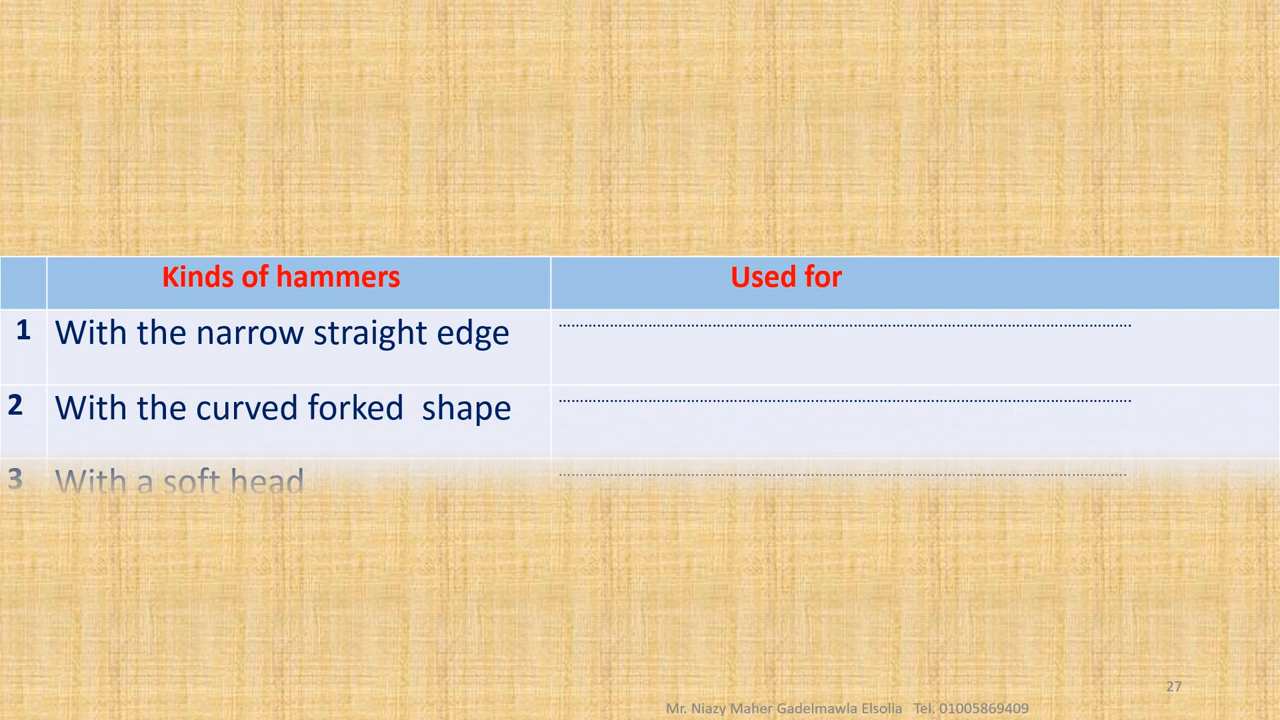 Kinds of hammers Used for
1 With the narrow straight edge ................................................................
2 With the curved forked shape ................................................................
3 With a soft head ................................................................
27
Mr. Niazy Maher Gadelmawla Elsolia Tel. 01005869409